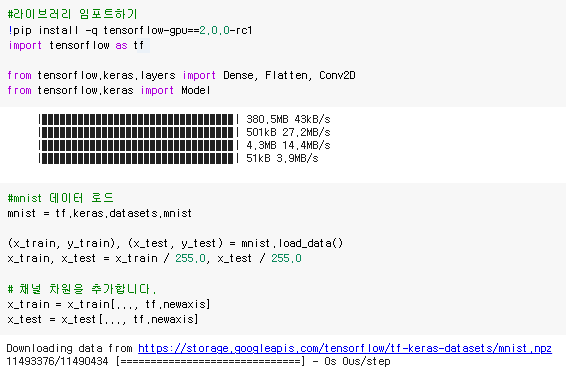 #라이브러리 임포트하기
!pip install -q tensorflow-gpu==2.0.0-rc1
import tensorflow as tf
from tensorflow.keras.layers import Dense, Flatten, Conv2D
from tensorflow.keras import Model
|████████████████████████████████| 380.5MB 43kB/s
|████████████████████████████████| 501kB 27.2MB/s
|████████████████████████████████| 4.3MB 14.4MB/s
|████████████████████████████████| 51kB 3.9MB/s
#mnist 데이터 로드
mnist = tf.keras.datasets.mnist
(x_train, y_train), (x_test, y_test) = mnist.load_data()
x_train, x_test = x_train / 255.0, x_test / 255.0
# 채널 차원을 추가합니다.
x_train = x_train[..., tf.newaxis]
x_test = x_test[..., tf.newaxis]
Downloading data from https://storage.googleapis.com/tensorflow/tf-keras-datasets/mnist.npz
11493376/11490434 [==============================] - 0s 0us/step